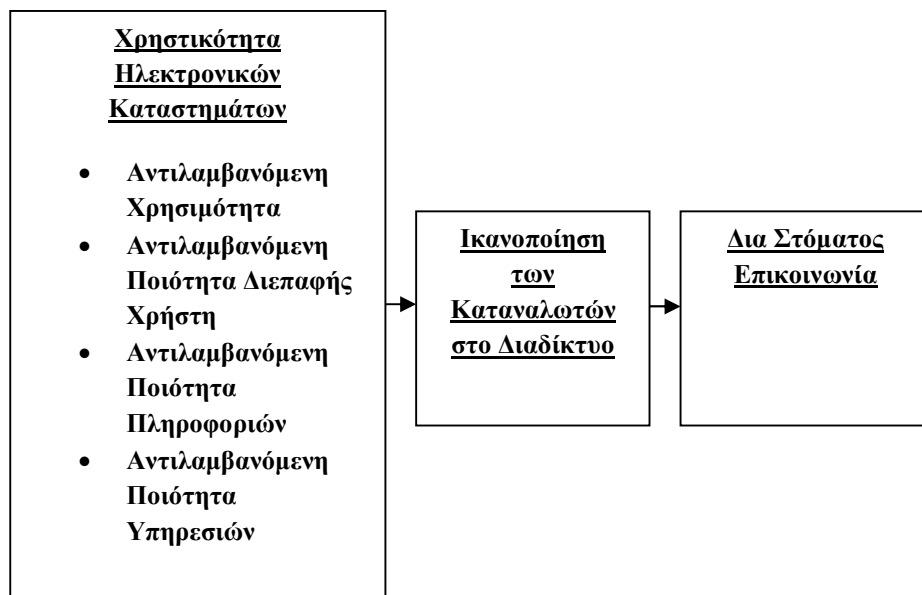 Χρηστικότητα
Ηλεκτρονικών
Καταστημάτων
• Αντιλαμβανόμενη
Χρησιμότητα
• Αντιλαμβανόμενη
Ποιότητα Διεπαφής
Χρήστη
• Αντιλαμβανόμενη
Ποιότητα
Πληροφοριών
• Αντιλαμβανόμενη
Ποιότητα
Υπηρεσιών
Ικανοποίηση
των
Καταναλωτών
στο Διαδίκτυο
Δια Στόματος
Επικοινωνία